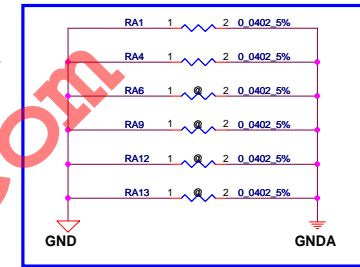 RA1 1 2 0_0402_5%
RA4 1 2 0_0402_5%
RA6 1 @ 2 0_0402_5%
RA9 1 @ 2 0_0402_5%
RA12 1 @ 2 0_0402_5%
RA13 1 @ 2 0_0402_5%
GND GNDA
com